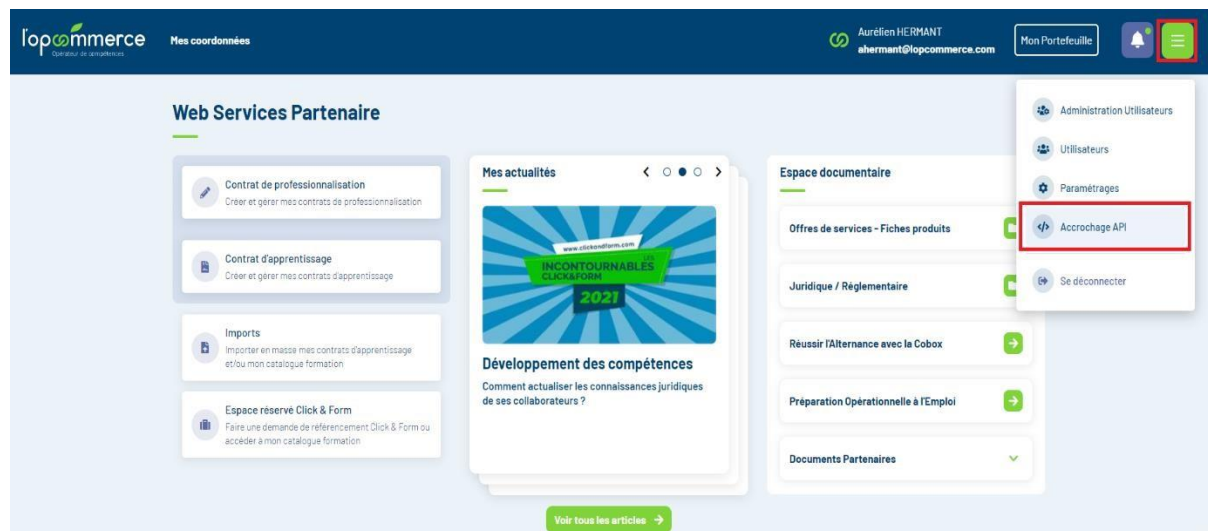 l'opcommerce
Opérateur de compétences
Mes coordonnées
Aurélien HERMANT
ahermant@lopcommerce.com
Mon Portefeuille
Administration Utilisateurs
Utilisateurs
Paramétrages
Accrochage API
Se déconnecter
Web Services Partenaire
Contrat de professionnalisation
Créer et gérer mes contrats de professionnalisation
Contrat d'apprentissage
Créer et gérer mes contrats d'apprentissage
Imports
Importer en masse mes contrats d'apprentissage
et/ou mon catalogue formation
Espace réservé Click & Form
Faire une demande de référencement Click & Form ou
accéder à mon catalogue formation
Mes actualités
www.clickandform.com
LES
INCONTOURNABLES
CLICK&FORM
2021
Développement des compétences
Comment actualiser les connaissances juridiques
de ses collaborateurs ?
Voir tous les articles
Espace documentaire
Offres de services - Fiches produits
Juridique / Réglementaire
Réussir l'Alternance avec la Cobox
Préparation Opérationnelle à l'Emploi
Documents Partenaires